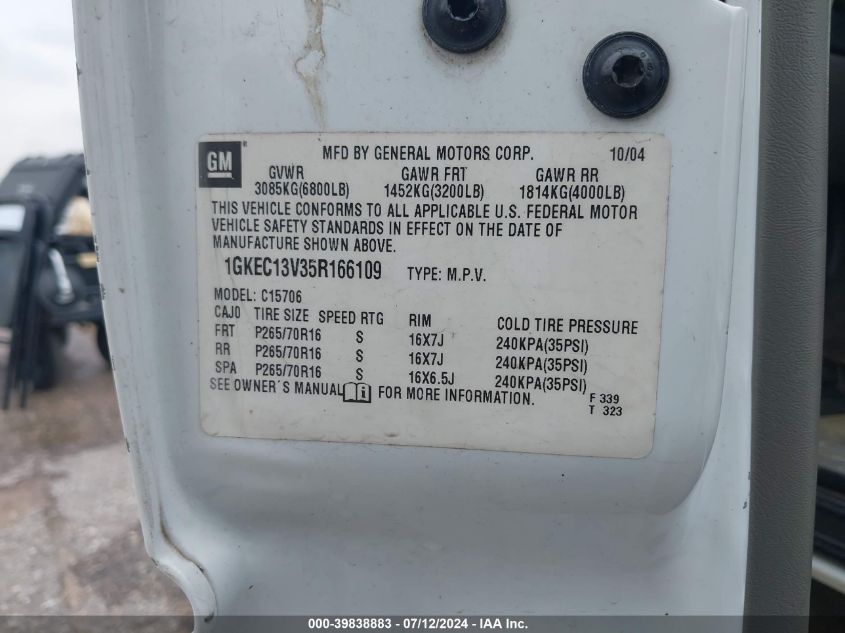 GM
MFD BY GENERAL MOTORS CORP. 10/04
GVWR GAWR FRT GAWR RR
3085KG(6800LB) 1452KG(3200LB) 1814KG(4000LB)
THIS VEHICLE CONFORMS TO ALL APPLICABLE U.S. FEDERAL MOTOR
VEHICLE SAFETY STANDARDS IN EFFECT ON THE DATE OF
MANUFACTURE SHOWN ABOVE.
1GKEC13V35R166109 TYPE: M.P.V.
MODEL: C15706
CAJO TIRE SIZE SPEED RTG RIM COLD TIRE PRESSURE
FRT P265/70R16 S 16X7J 240KPA(35PSI)
RR P265/70R16 S 16X7J 240KPA(35PSI)
SPA P265/70R16 S 16X6.5J 240KPA(35PSI)
SEE OWNER'S MANUAL FOR MORE INFORMATION.
F 339
T 323
000-39838883 - 07/12/2024 - IAA Inc.